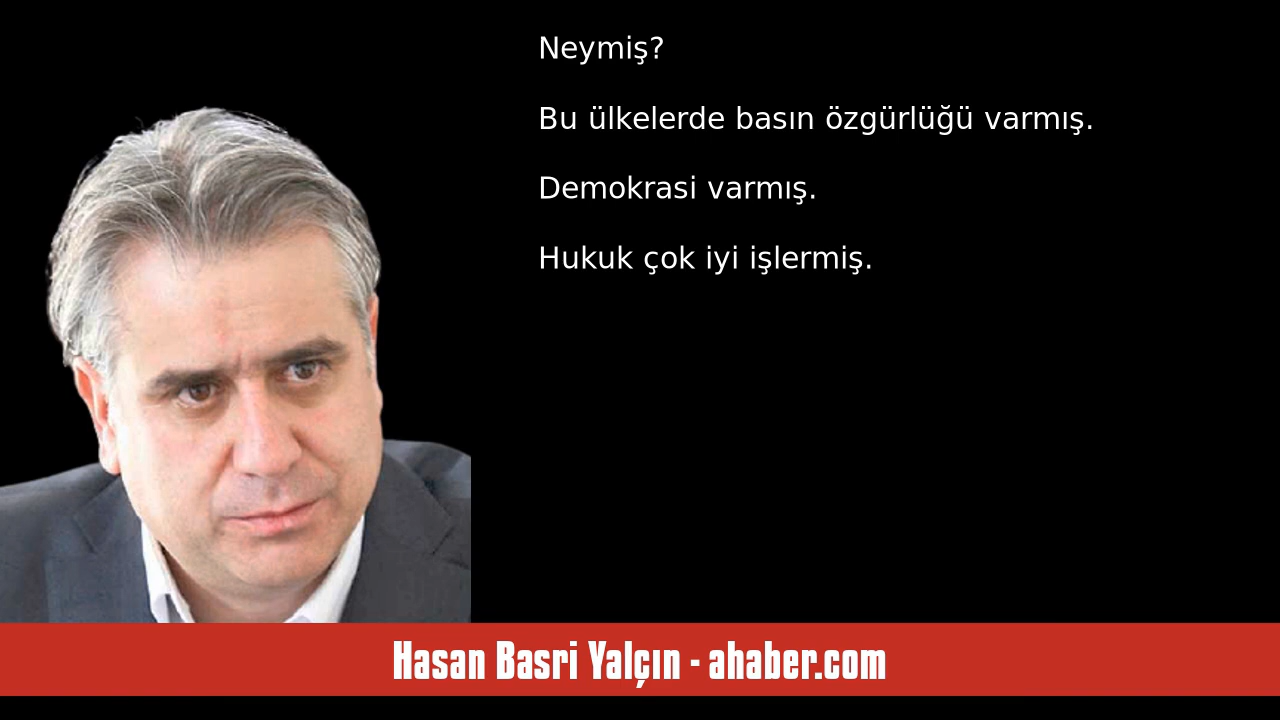 Neymiş?
Bu ülkelerde basın özgürlüğü varmış.
Demokrasi varmış.
Hukuk çok iyi işlermiş.
Hasan Basri Yalçın - ahaber.com